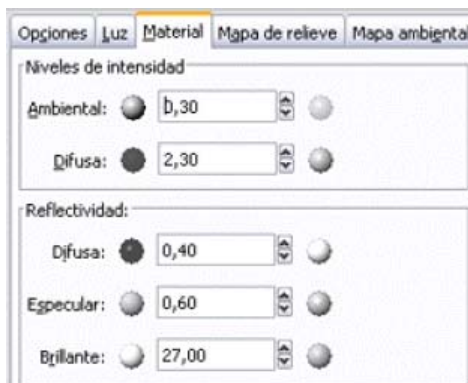 Opciones Luz Material Mapa de relieve Mapa ambiental
Niveles de intensidad
Ambiental: 0,30
Difusa: 2,30
Reflectividad:
Difusa: 0,40
Especular: 0,60
Brillante: 27,00